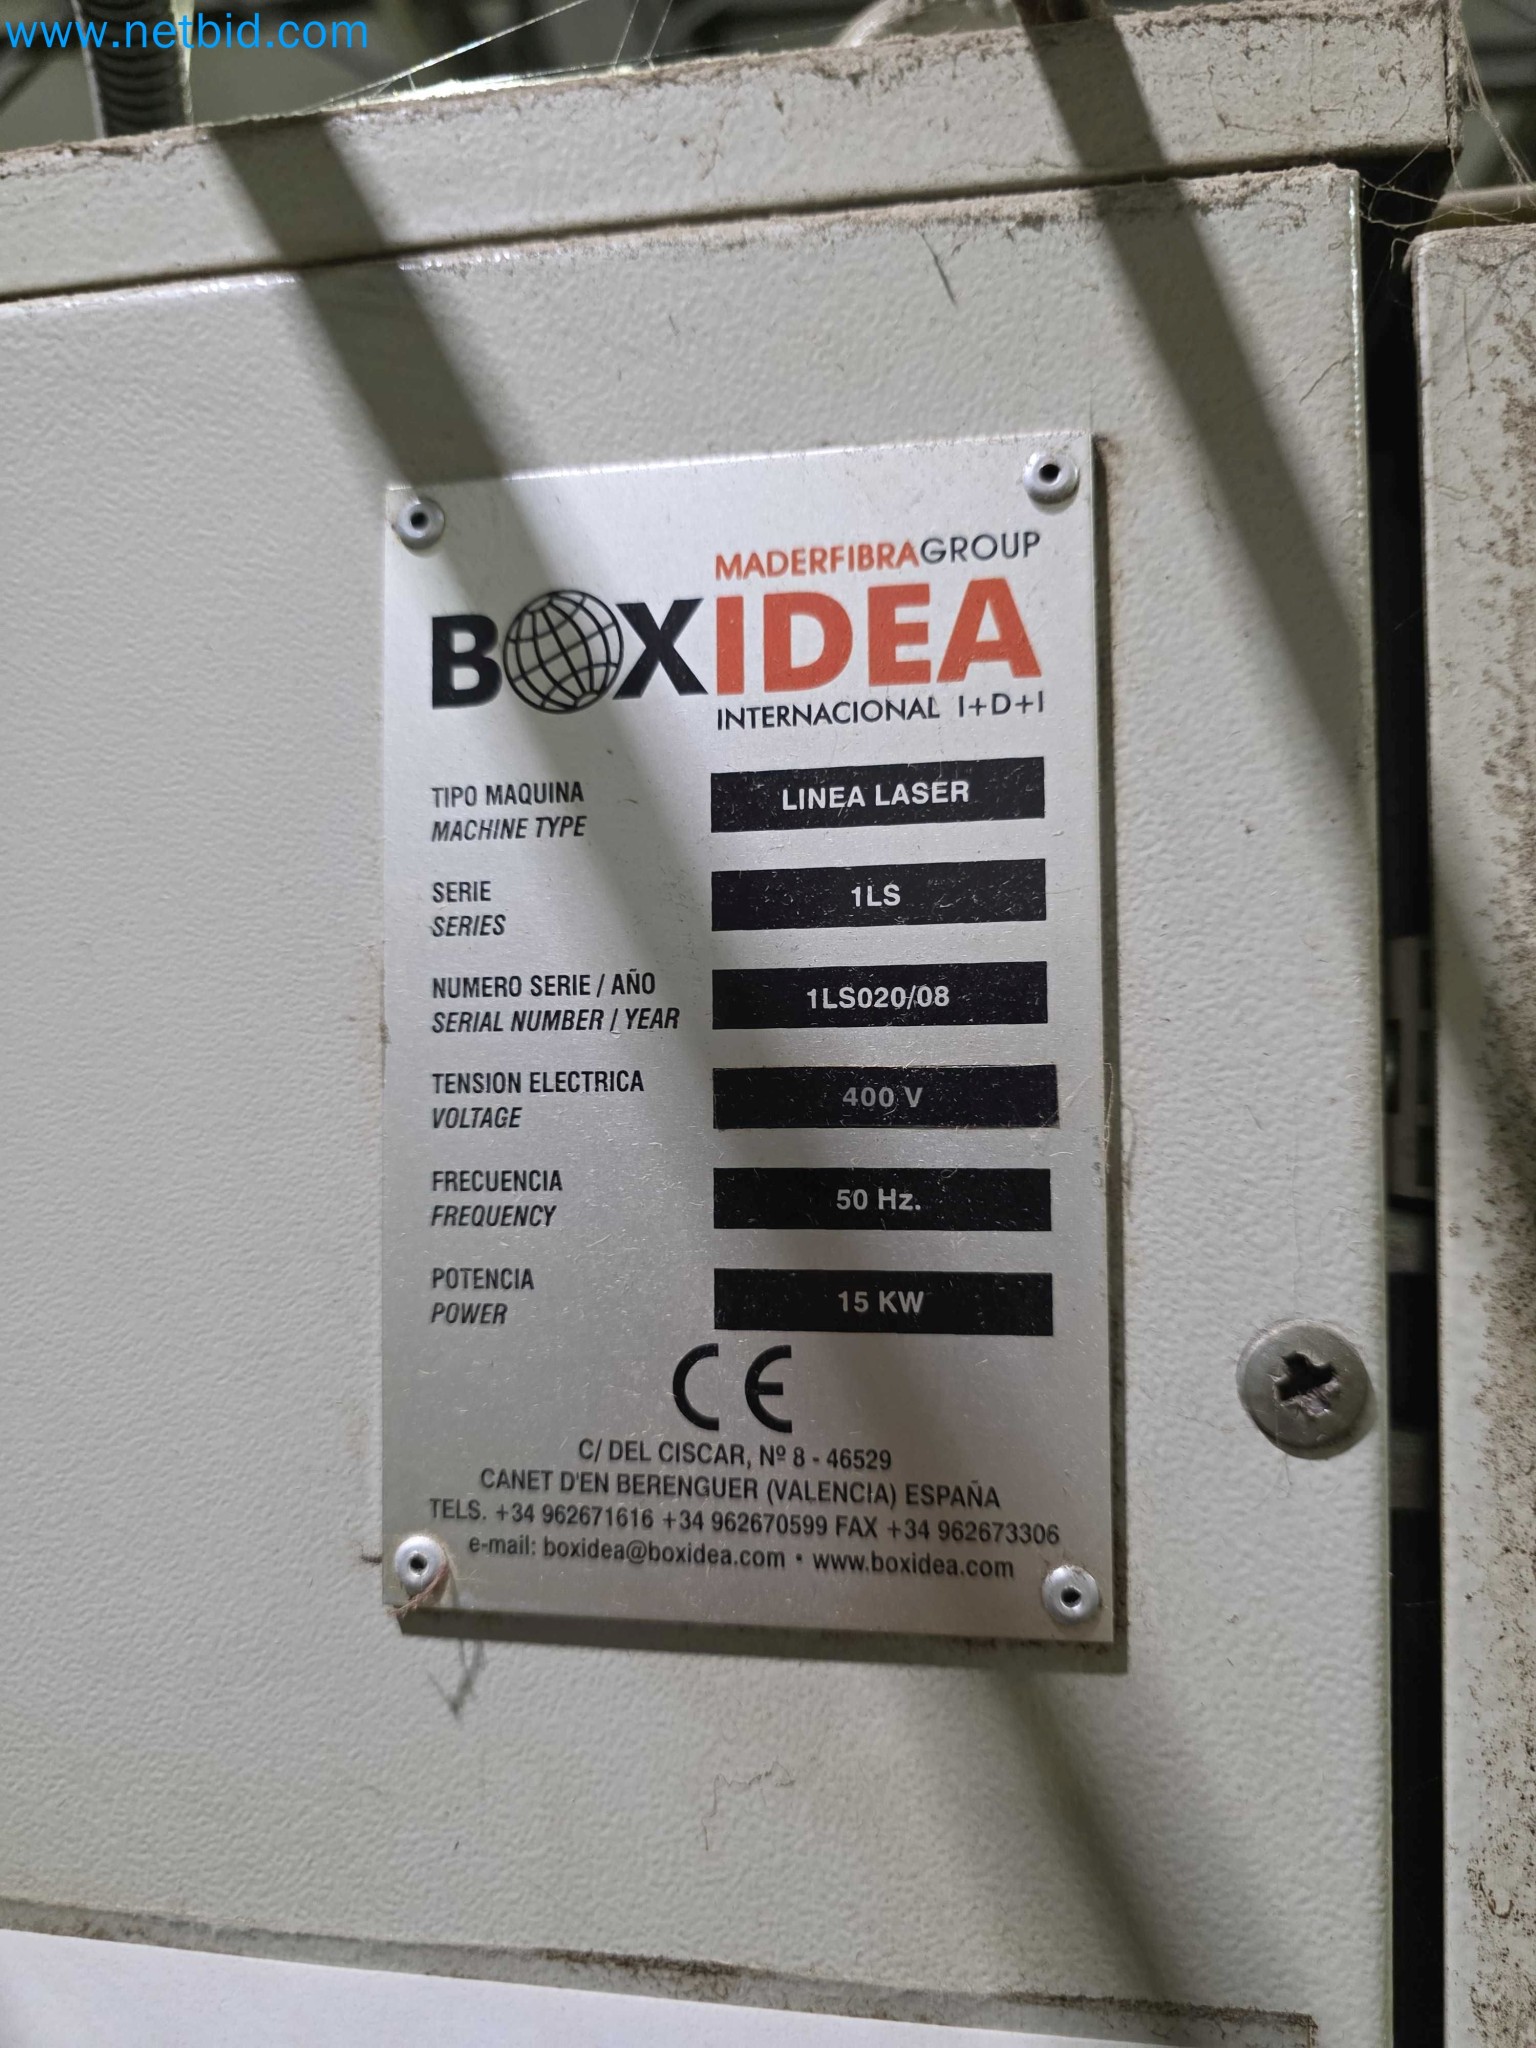 www.netbid.com
MADERFIBRAGROUP
BOXIDEA
INTERNACIONAL I+D+I
TIPO MAQUINA
MACHINE TYPE
LINEA LASER
SERIE
SERIES
1LS
NUMERO SERIE / AÑO
SERIAL NUMBER / YEAR
1LS020/08
TENSION ELECTRICA
VOLTAGE
400 V
FRECUENCIA
FREQUENCY
50 Hz.
POTENCIA
POWER
15 KW
CE
C/ DEL CISCAR, Nº 8 - 46529
CANET D'EN BERENGUER (VALENCIA) ESPAÑA
TELS. +34 962671616 +34 962670599 FAX +34 962673306
e-mail: boxidea@boxidea.com • www.boxidea.com